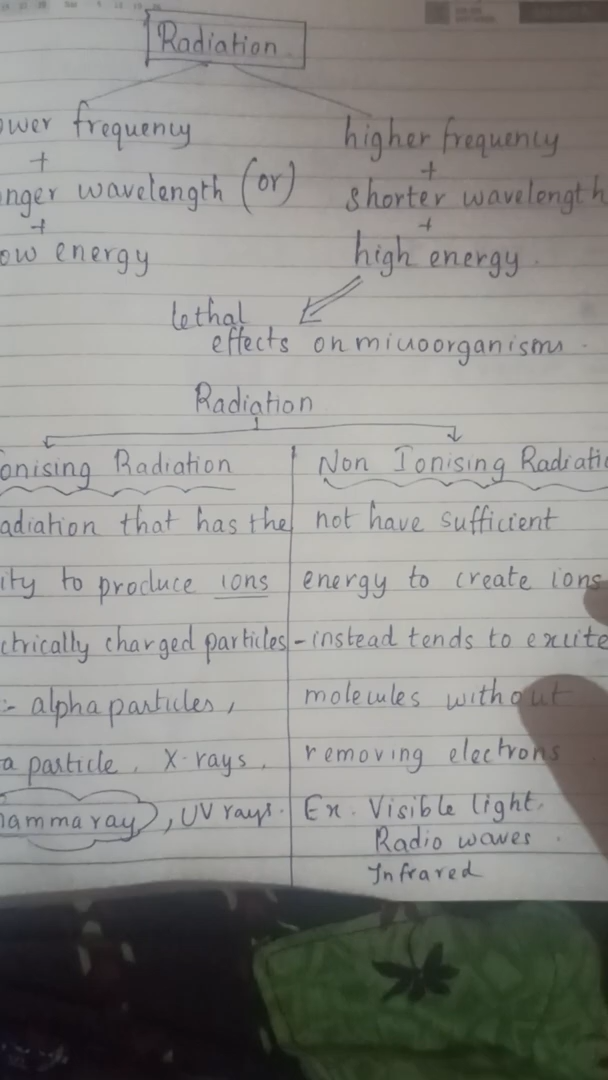 Radiation
ower frequency higher frequency
+ +
nger wavelength (or) shorter wavelength
+ +
ow energy high energy.
lethal
effects on microorganisms.
Radiation
onising Radiation Non Ionising Radiatio
adiation that has the not have sufficient
ity to produce ions energy to create ions
ctrically charged particles - instead tends to excite
:- alpha particles, molecules without
a particle, X-rays, removing electrons
amma ray, UV rays. Ex. Visible light,
Radio waves.
Infrared